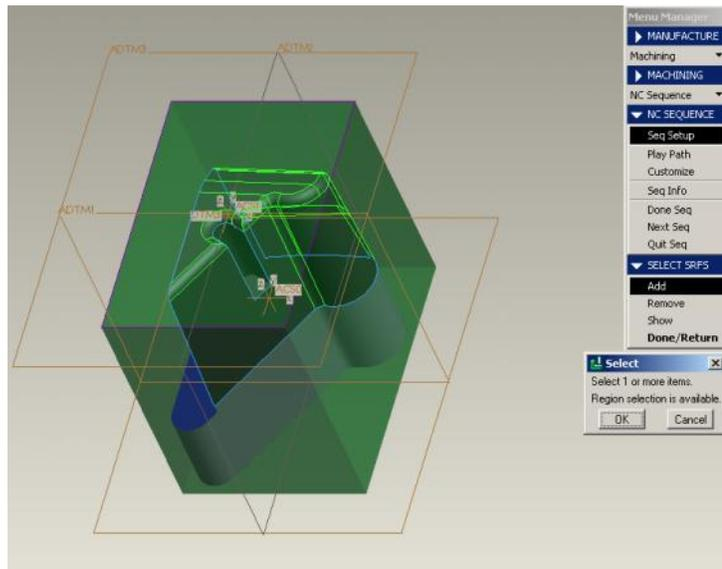 ADTM3
ADTM2
ADTM1
ACS0
Menu Manager
MANUFACTURE
Machining
MACHINING
NC Sequence
NC SEQUENCE
Seq Setup
Play Path
Customize
Seq Info
Done Seq
Next Seq
Quit Seq
SELECT SRFS
Add
Remove
Show
Done/Return
Select
Select 1 or more items.
Region selection is available.
OK
Cancel